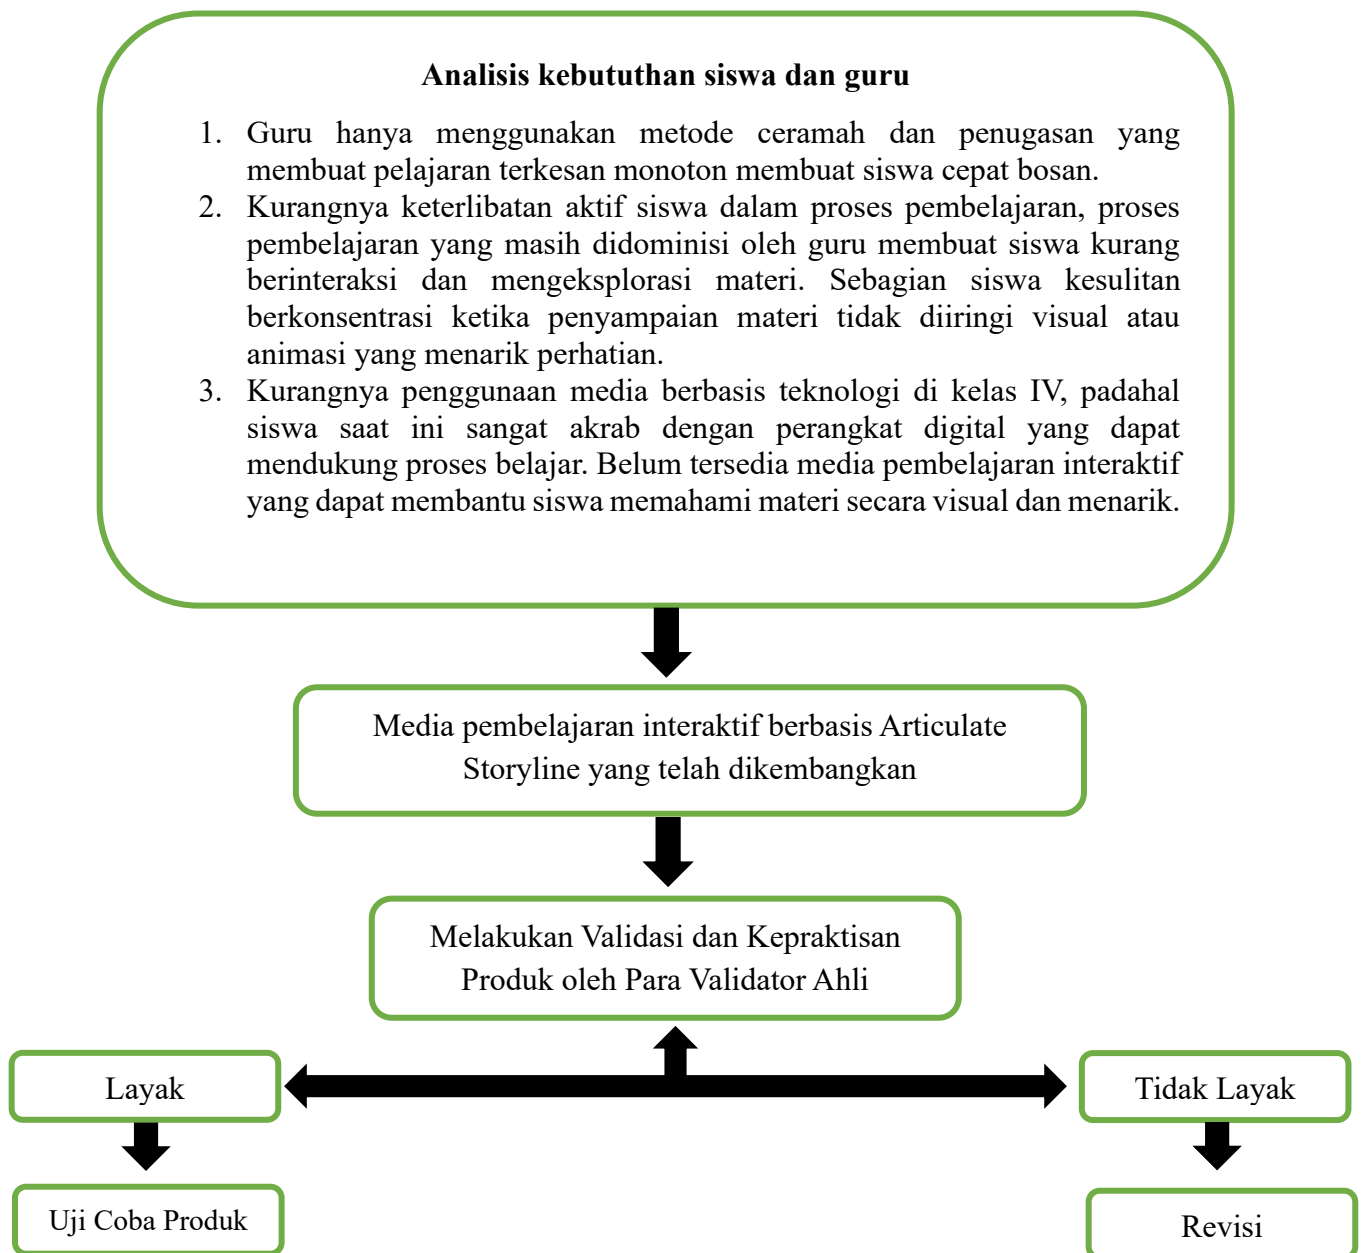 Analisis kebututhan siswa dan guru
1. Guru hanya menggunakan metode ceramah dan penugasan yang
membuat pelajaran terkesan monoton membuat siswa cepat bosan.
2. Kurangnya keterlibatan aktif siswa dalam proses pembelajaran, proses
pembelajaran yang masih didominisi oleh guru membuat siswa kurang
berinteraksi dan mengeksplorasi materi. Sebagian siswa kesulitan
berkonsentrasi ketika penyampaian materi tidak diiringi visual atau
animasi yang menarik perhatian.
3. Kurangnya penggunaan media berbasis teknologi di kelas IV, padahal
siswa saat ini sangat akrab dengan perangkat digital yang dapat
mendukung proses belajar. Belum tersedia media pembelajaran interaktif
yang dapat membantu siswa memahami materi secara visual dan menarik.
Media pembelajaran interaktif berbasis Articulate
Storyline yang telah dikembangkan
Melakukan Validasi dan Kepraktisan
Produk oleh Para Validator Ahli
Layak
Tidak Layak
Uji Coba Produk
Revisi